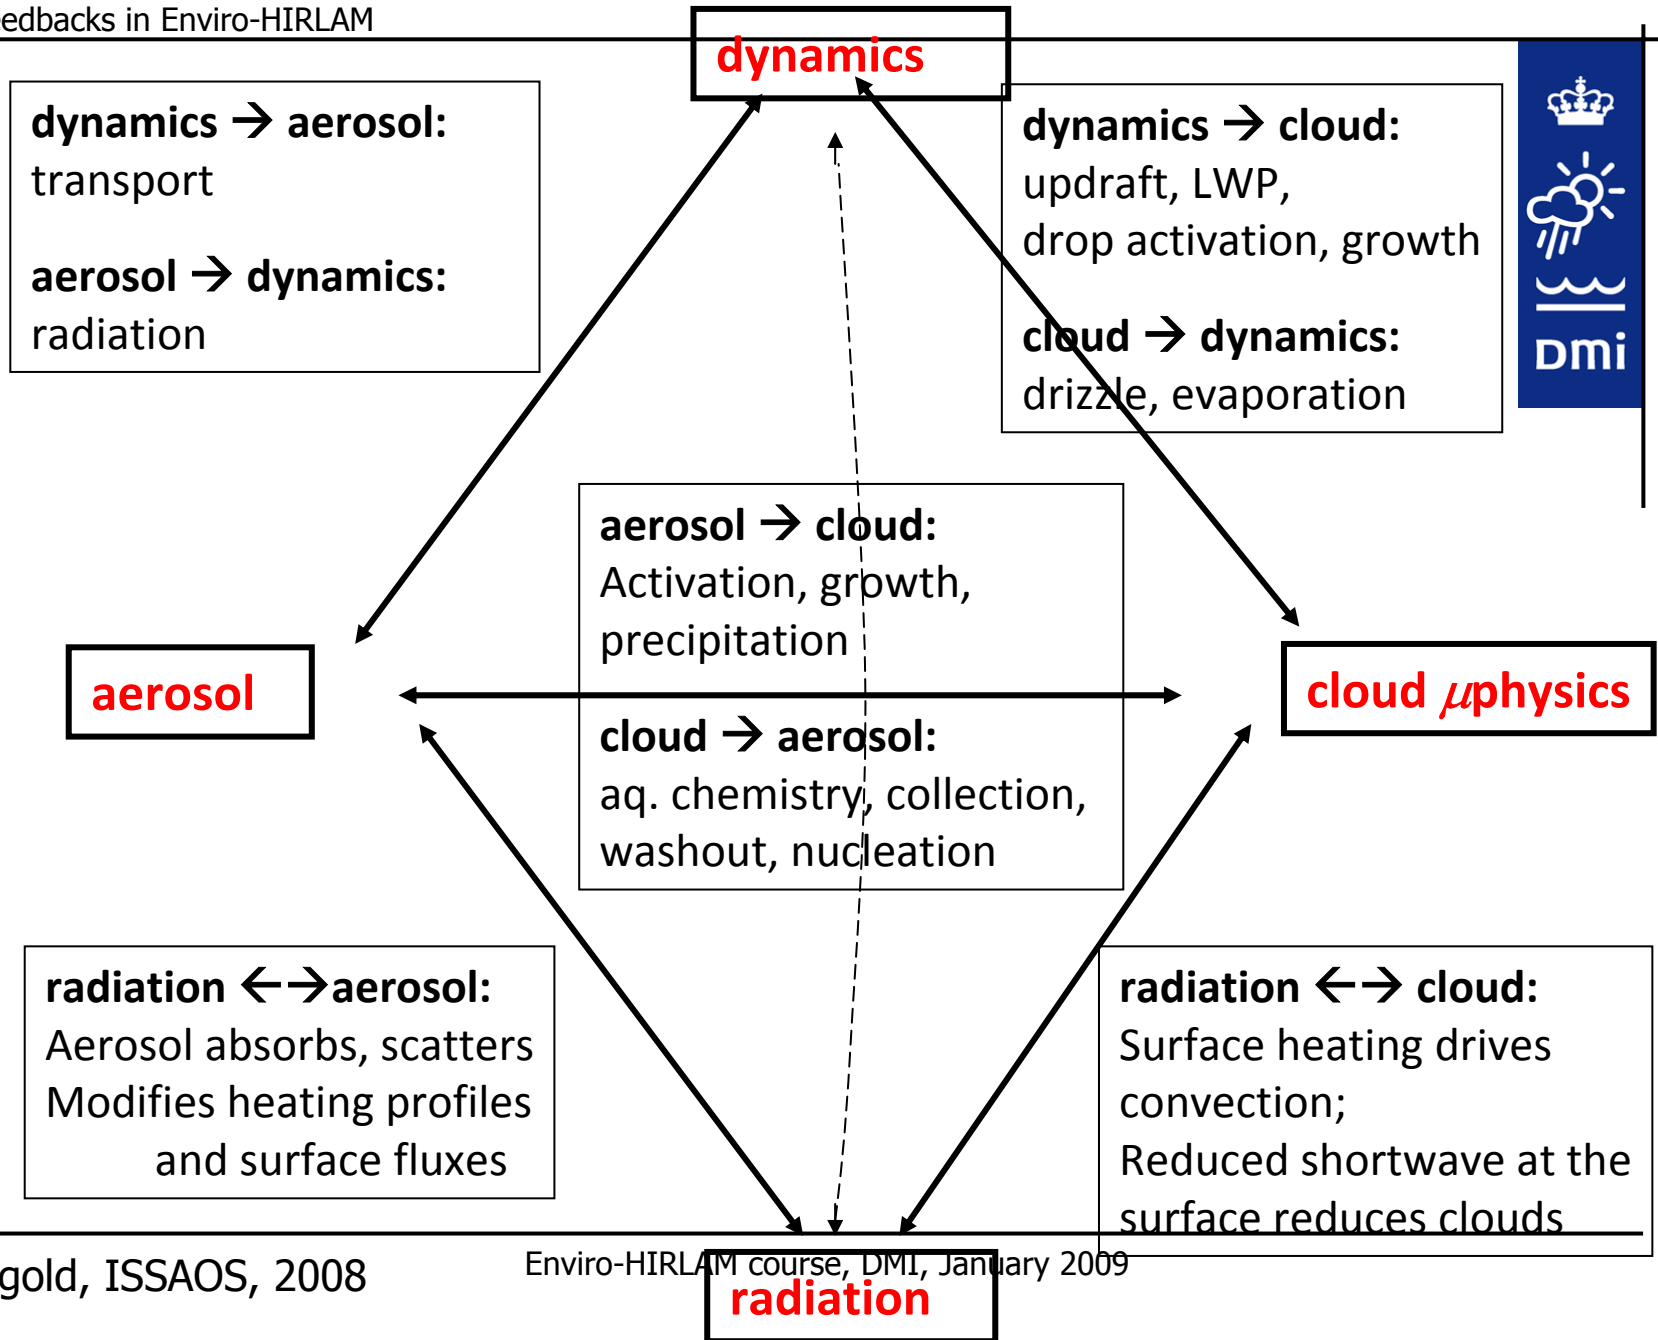 feedbacks in Enviro-HIRLAM
dynamics
dynamics → aerosol:
transport
aerosol → dynamics:
radiation
dynamics → cloud:
updraft, LWP,
drop activation, growth
cloud → dynamics:
drizzle, evaporation
DMI
aerosol → cloud:
Activation, growth,
precipitation
aerosol
cloud μphysics
cloud → aerosol:
aq. chemistry, collection,
washout, nucleation
radiation ←→aerosol:
Aerosol absorbs, scatters
Modifies heating profiles
and surface fluxes
radiation ←→ cloud:
Surface heating drives
convection;
Reduced shortwave at the
surface reduces clouds
gold, ISSAOS, 2008
Enviro-HIRLAM course, DMI, January 2009
radiation